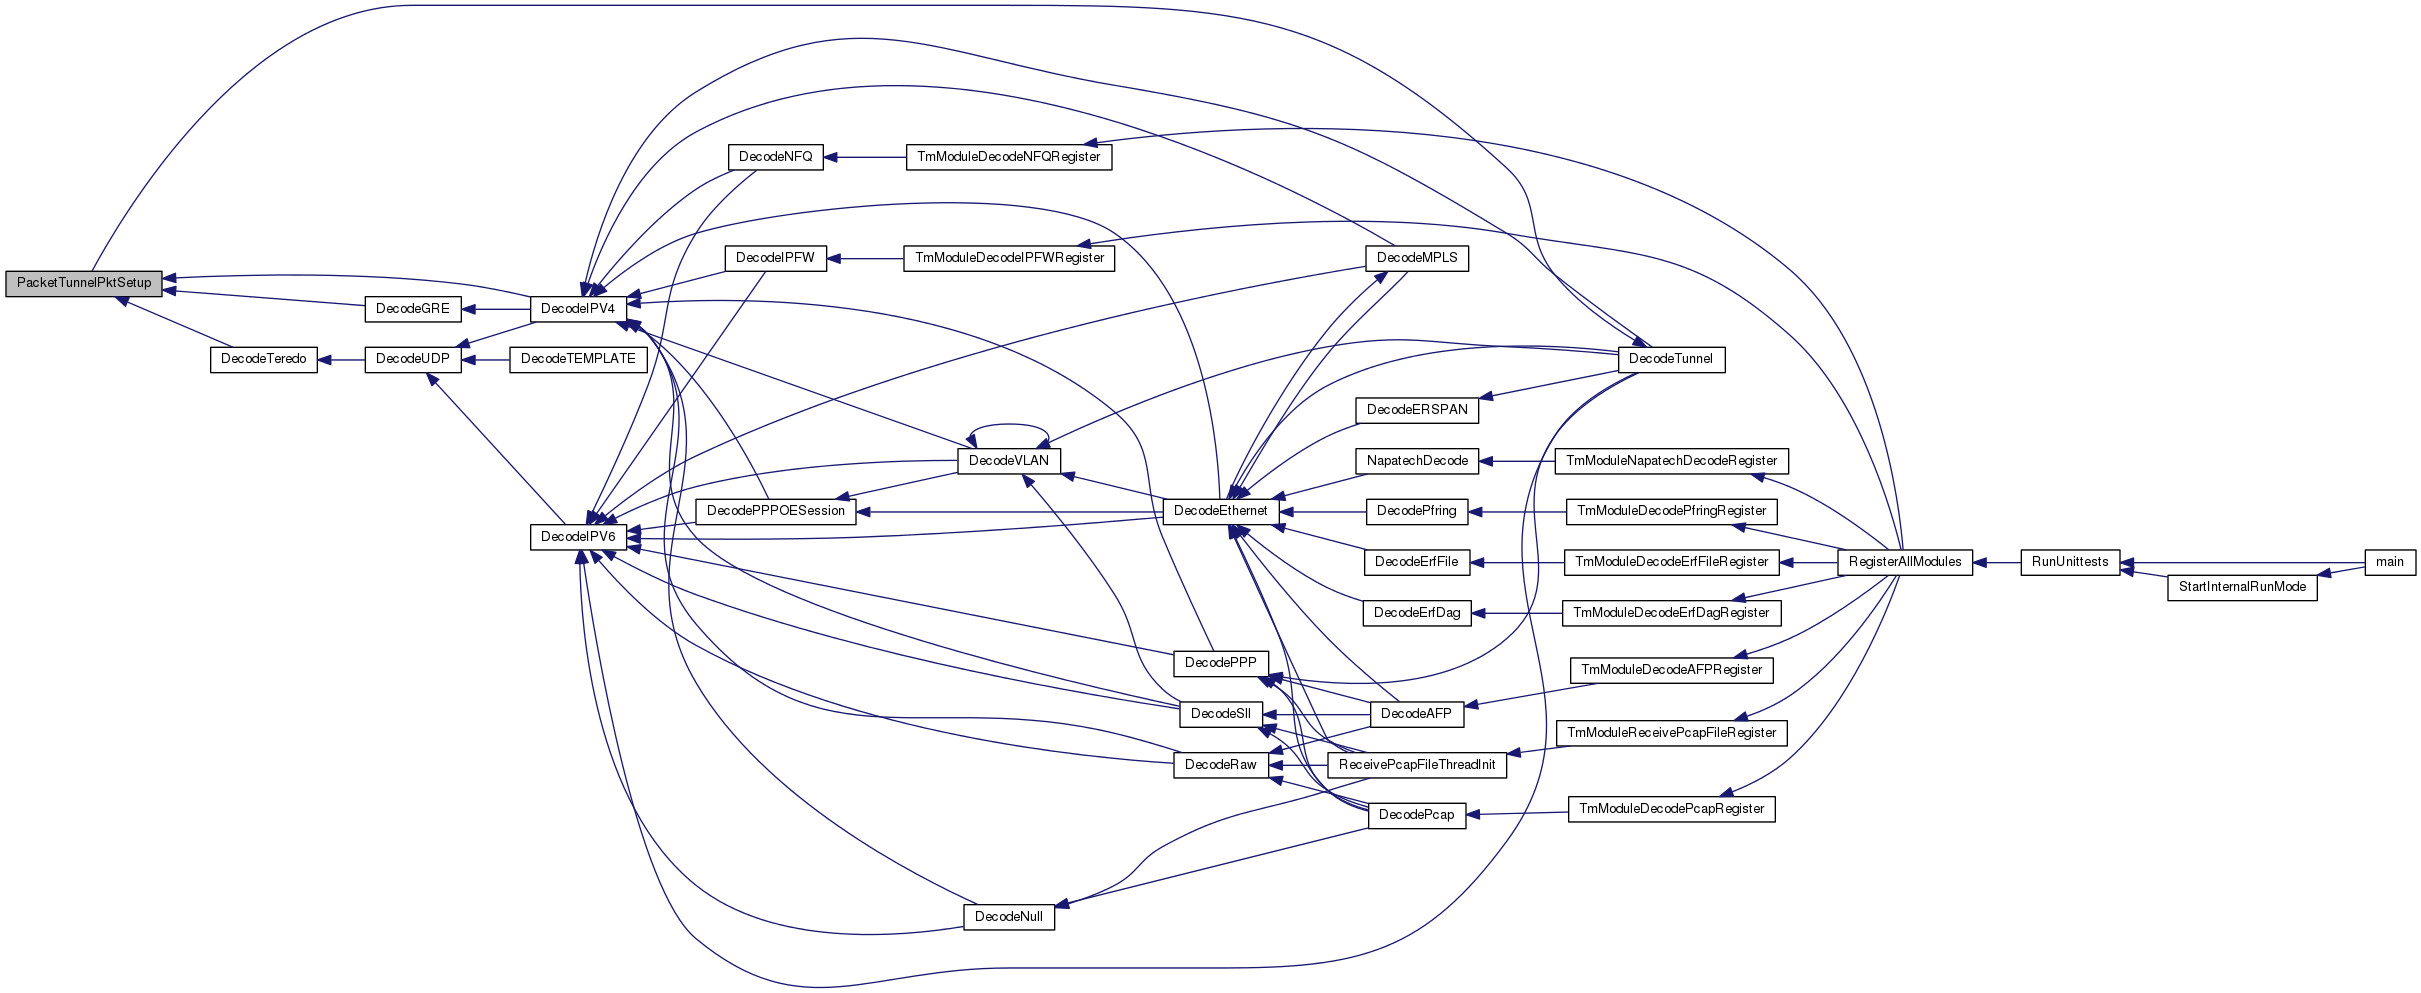 PacketTunnelPktSetup
DecodeTeredo
DecodeGRE
DecodeUDP
DecodeIPV4
DecodeTEMPLATE
DecodeIPV6
DecodeNFQ
DecodeIPFW
DecodePPPOESession
TmModuleDecodeNFQRegister
TmModuleDecodeIPFWRegister
DecodeVLAN
DecodeNull
DecodeEthernet
DecodePPP
DecodeSll
DecodeRaw
DecodeMPLS
DecodeERSPAN
NapatechDecode
DecodePfring
DecodeErfFile
DecodeErfDag
DecodeAFP
ReceivePcapFileThreadInit
DecodePcap
DecodeTunnel
TmModuleNapatechDecodeRegister
TmModuleDecodePfringRegister
TmModuleDecodeErfFileRegister
TmModuleDecodeErfDagRegister
TmModuleDecodeAFPRegister
TmModuleReceivePcapFileRegister
TmModuleDecodePcapRegister
RegisterAllModules
RunUnittests
StartInternalRunMode
main